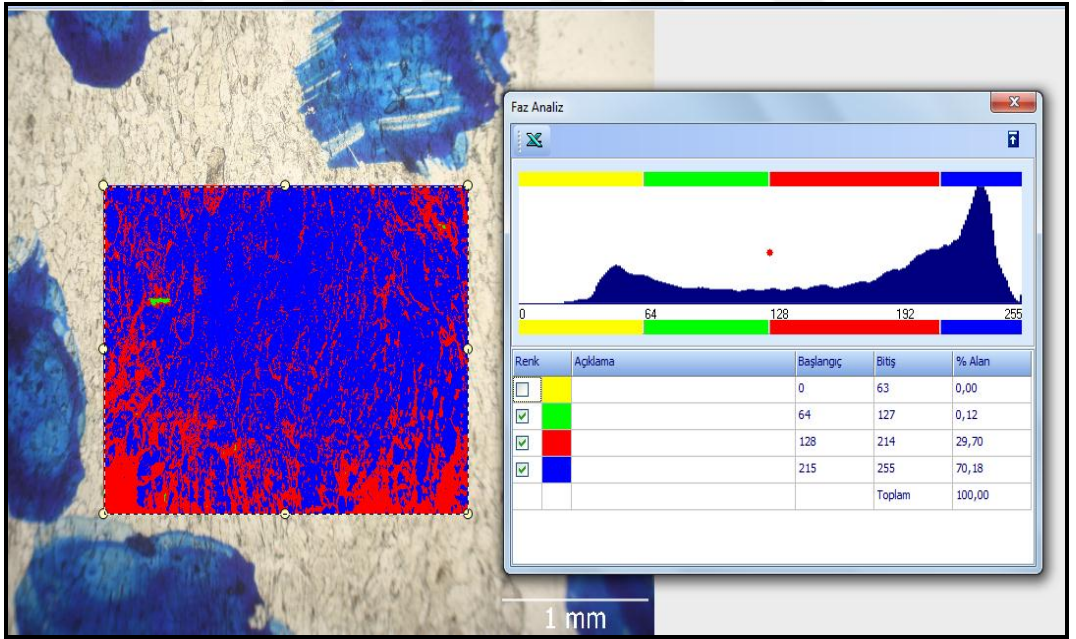 Faz Analiz
0 64 128 192 255
Renk Açıklama Başlangıç Bitiş % Alan
0 63 0,00
64 127 0,12
128 214 29,70
215 255 70,18
Toplam 100,00
1 mm